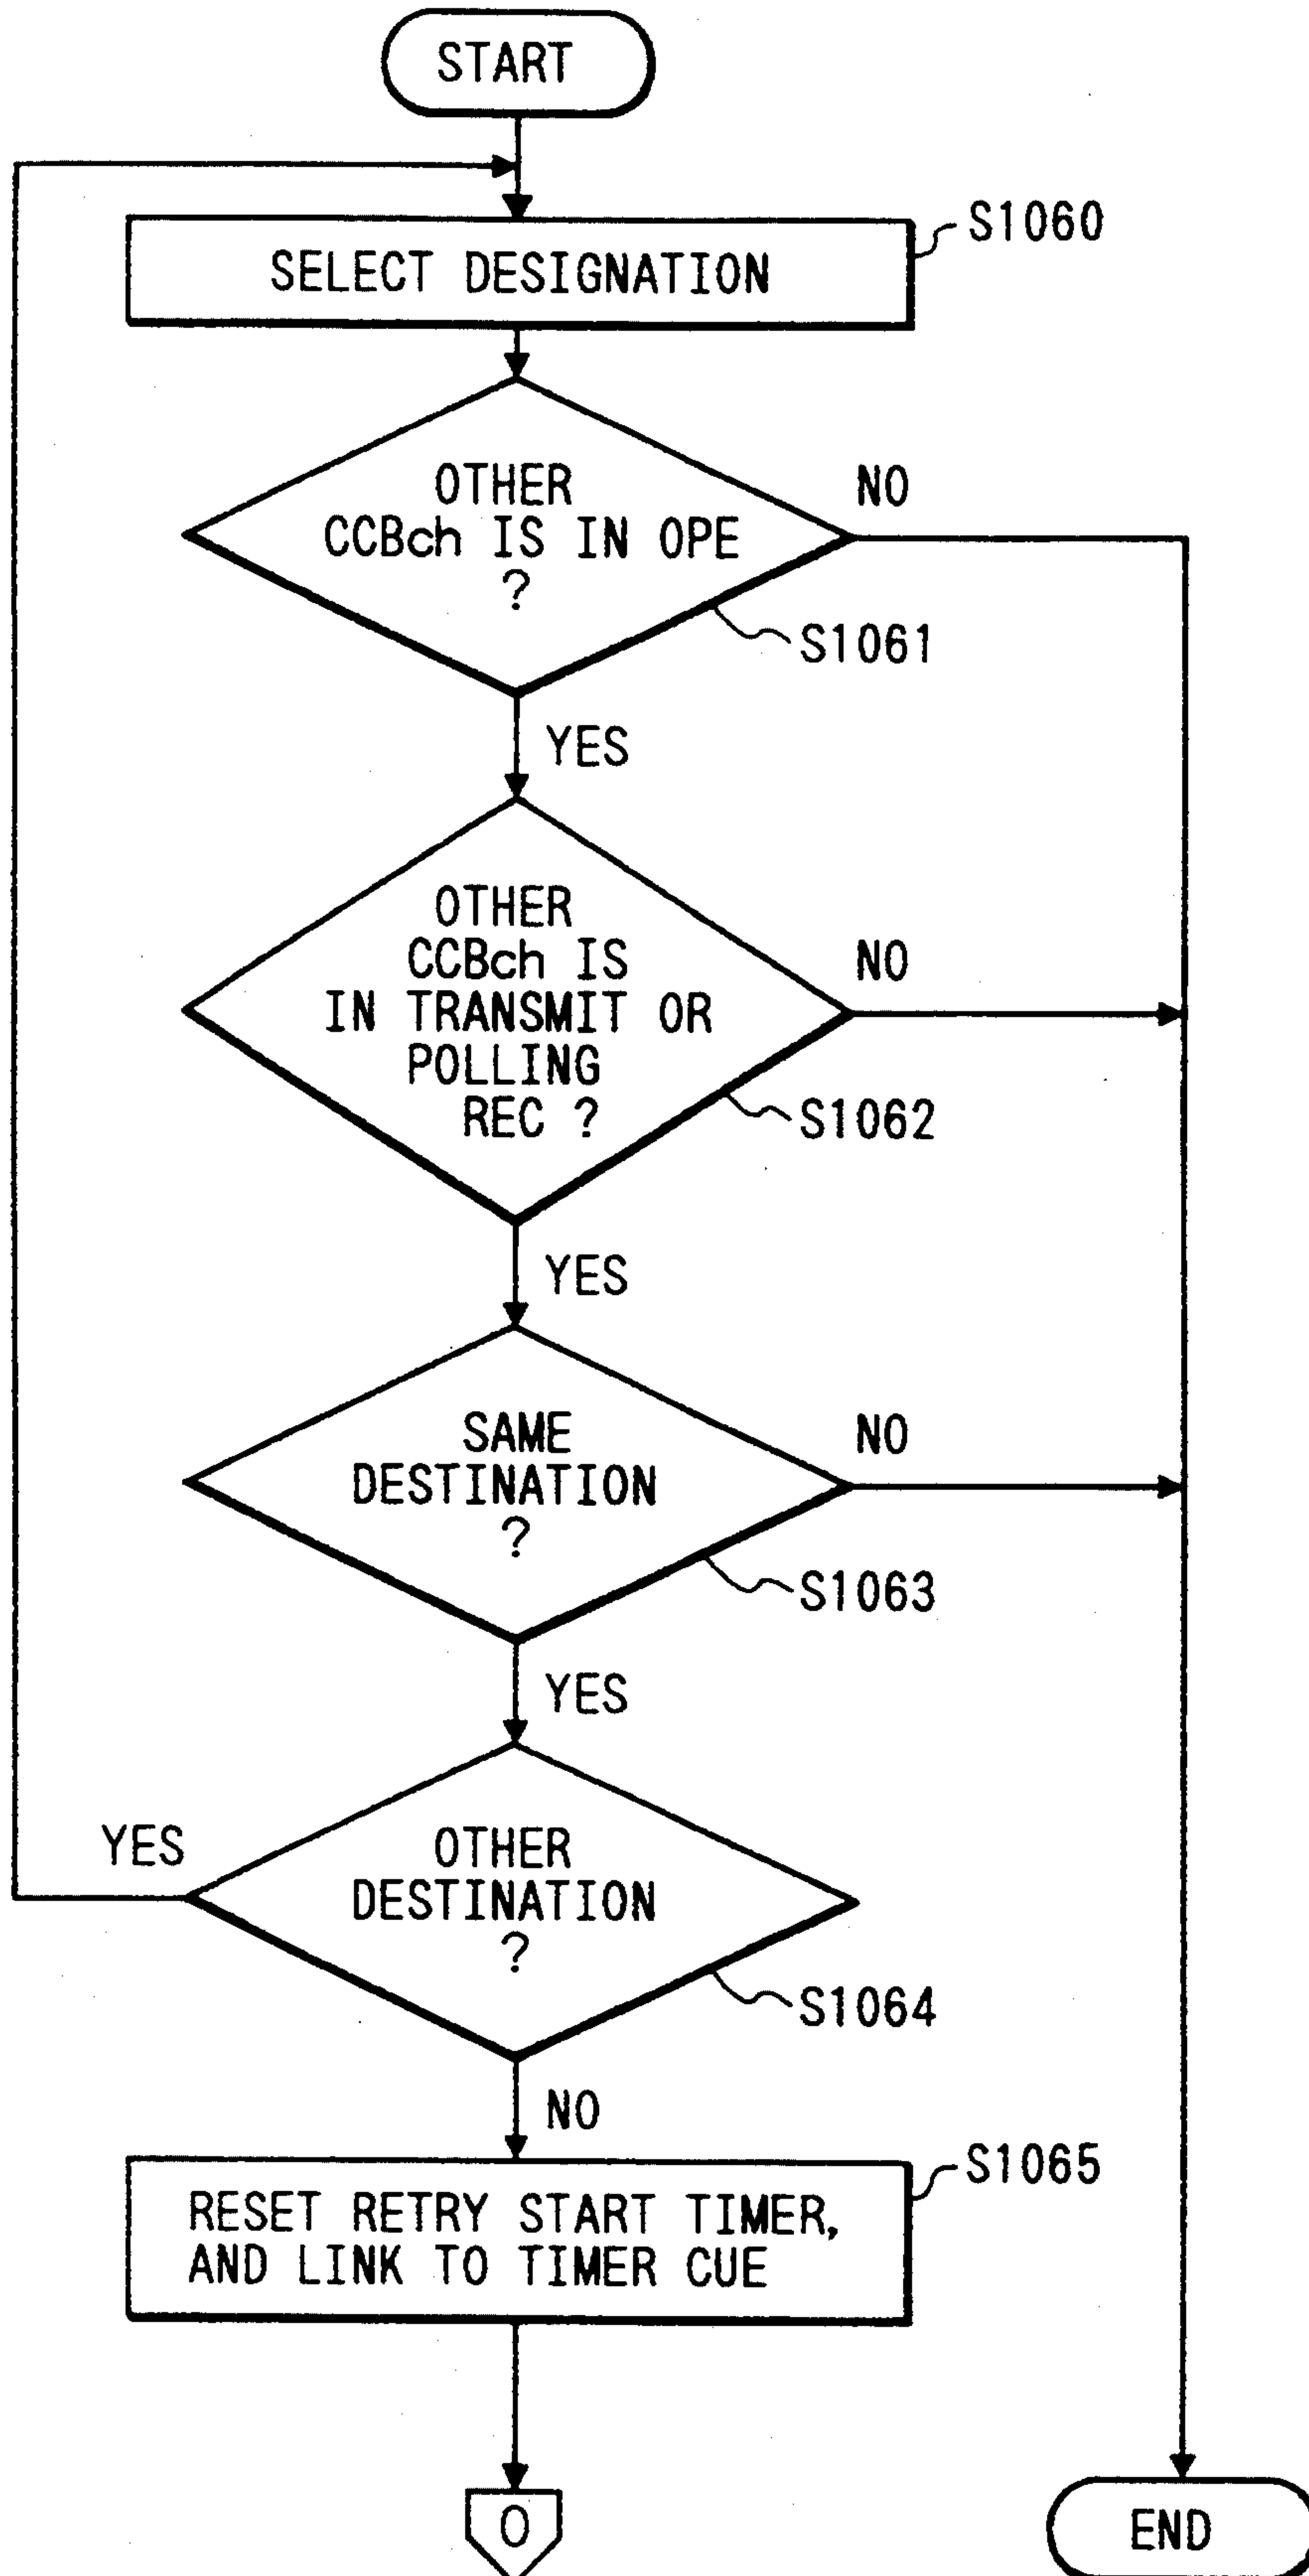 START
S1060
SELECT DESIGNATION
OTHER
CCBch IS IN OPE
?
NO
S1061
YES
OTHER
CCBch IS
IN TRANSMIT OR
POLLING
REC ?
NO
S1062
YES
SAME
DESTINATION
?
NO
S1063
YES
OTHER
DESTINATION
?
YES
S1064
NO
S1065
RESET RETRY START TIMER,
AND LINK TO TIMER CUE
O
END